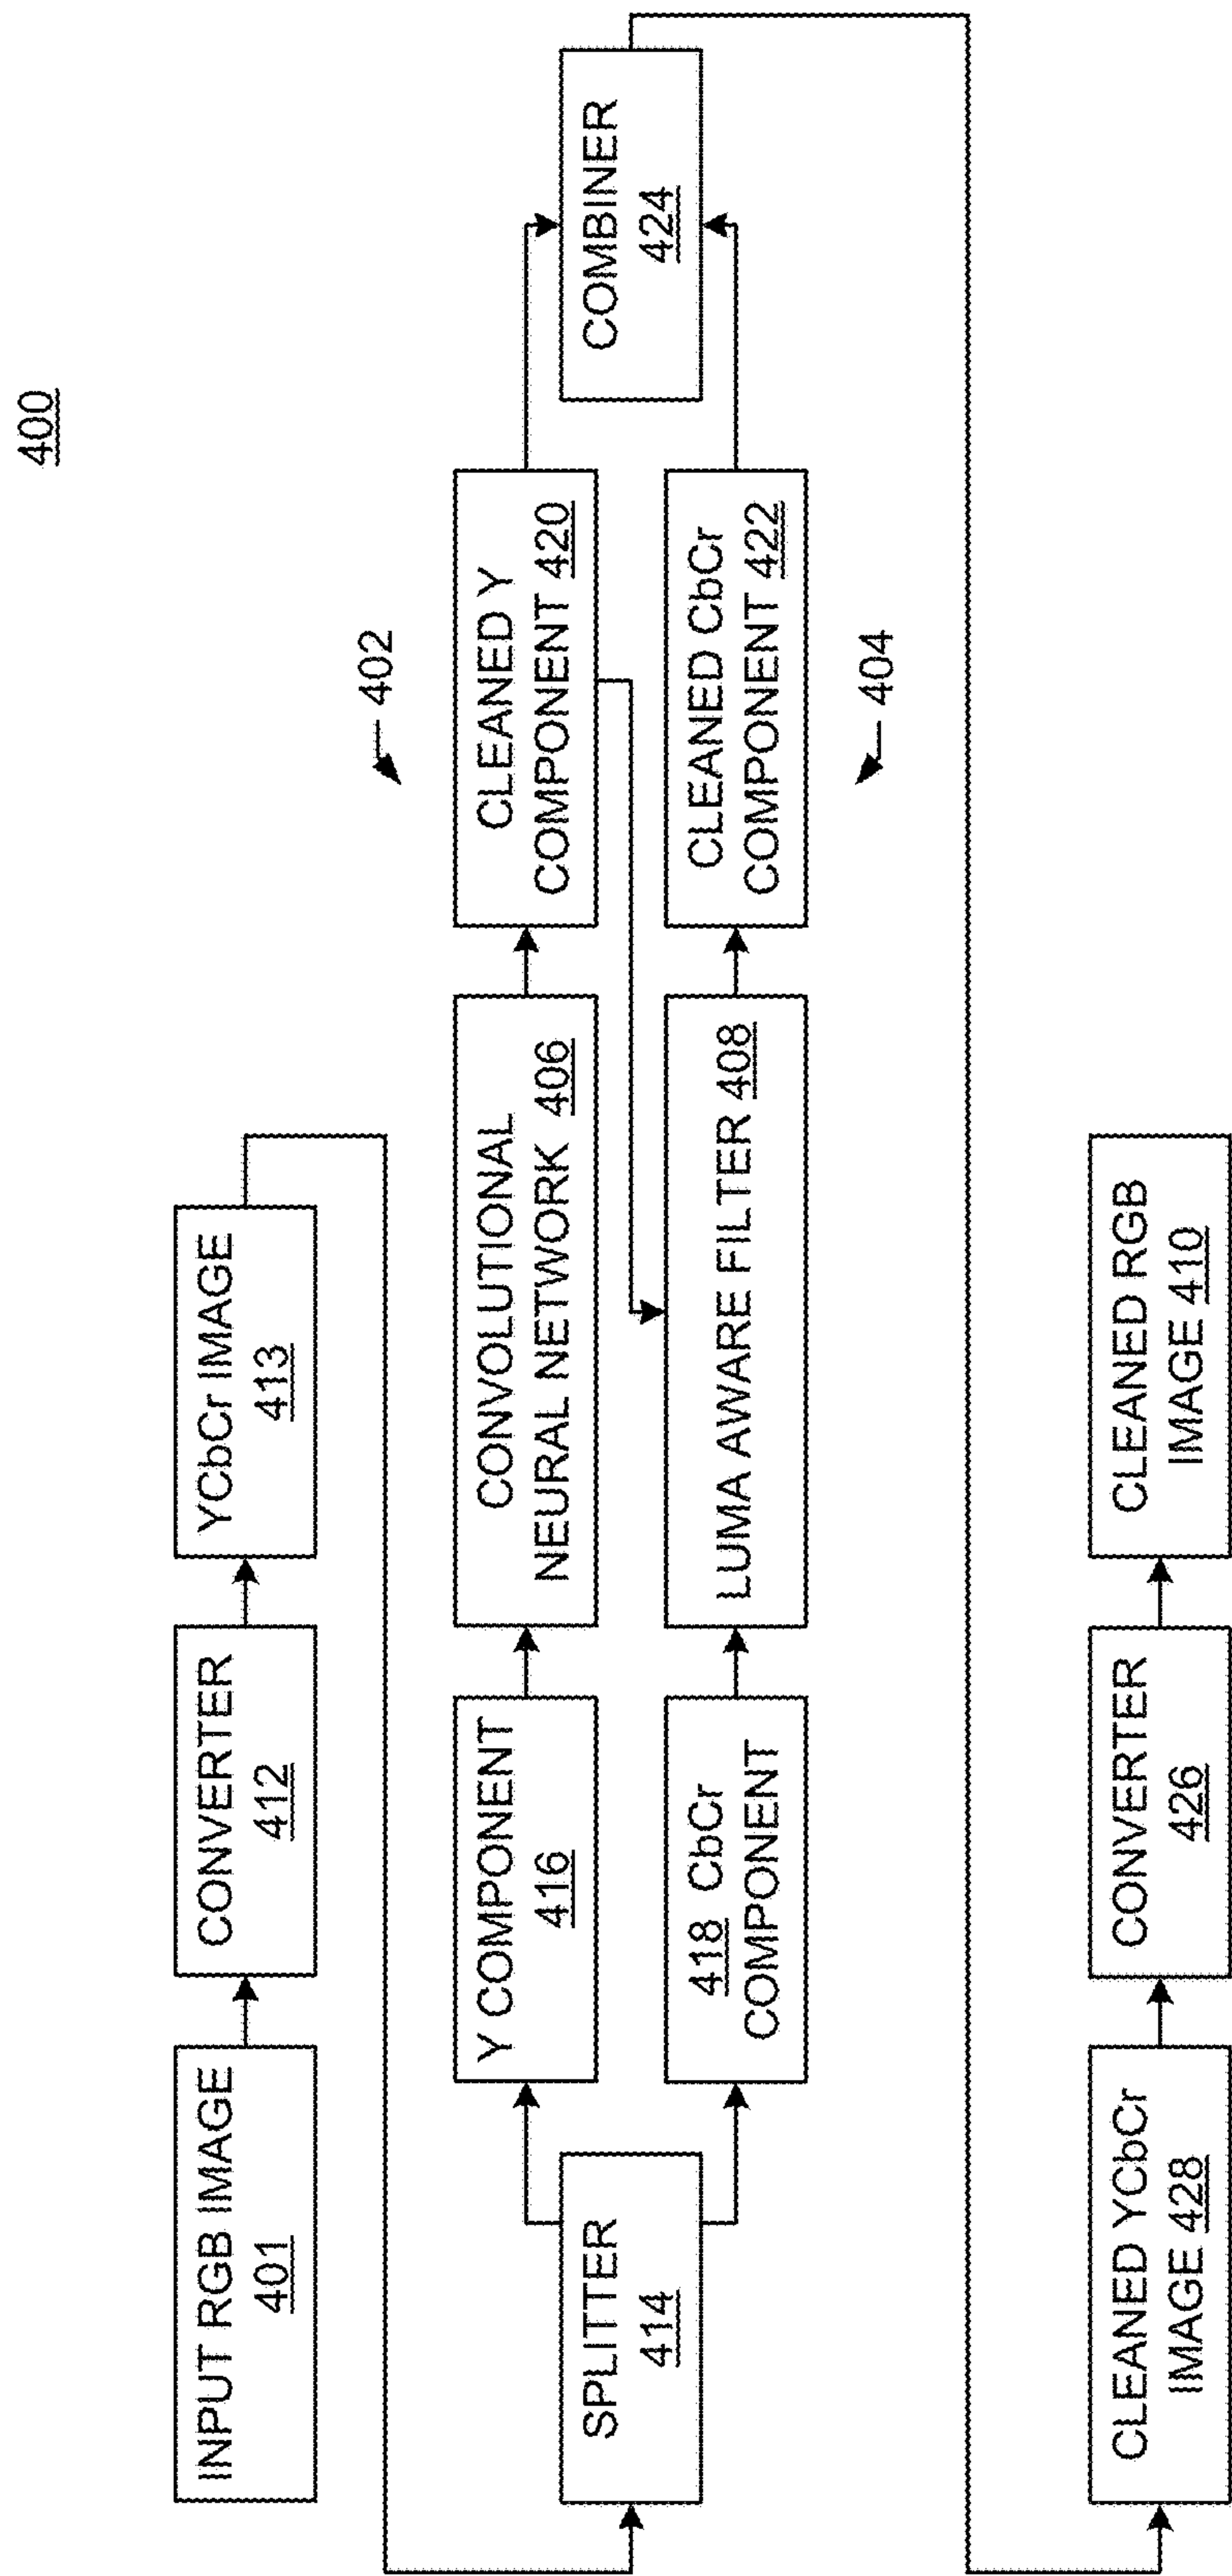 400
INPUT RGB IMAGE
401
CONVERTER
412
YCbCr IMAGE
413
402
SPLITTER
414
Y COMPONENT
416
CONVOLUTIONAL
NEURAL NETWORK 406
CLEANED Y
COMPONENT 420
COMBINER
424
418 CbCr
COMPONENT
LUMA AWARE FILTER 408
CLEANED CbCr
COMPONENT 422
404
CLEANED YCbCr
IMAGE 428
CONVERTER
426
CLEANED RGB
IMAGE 410